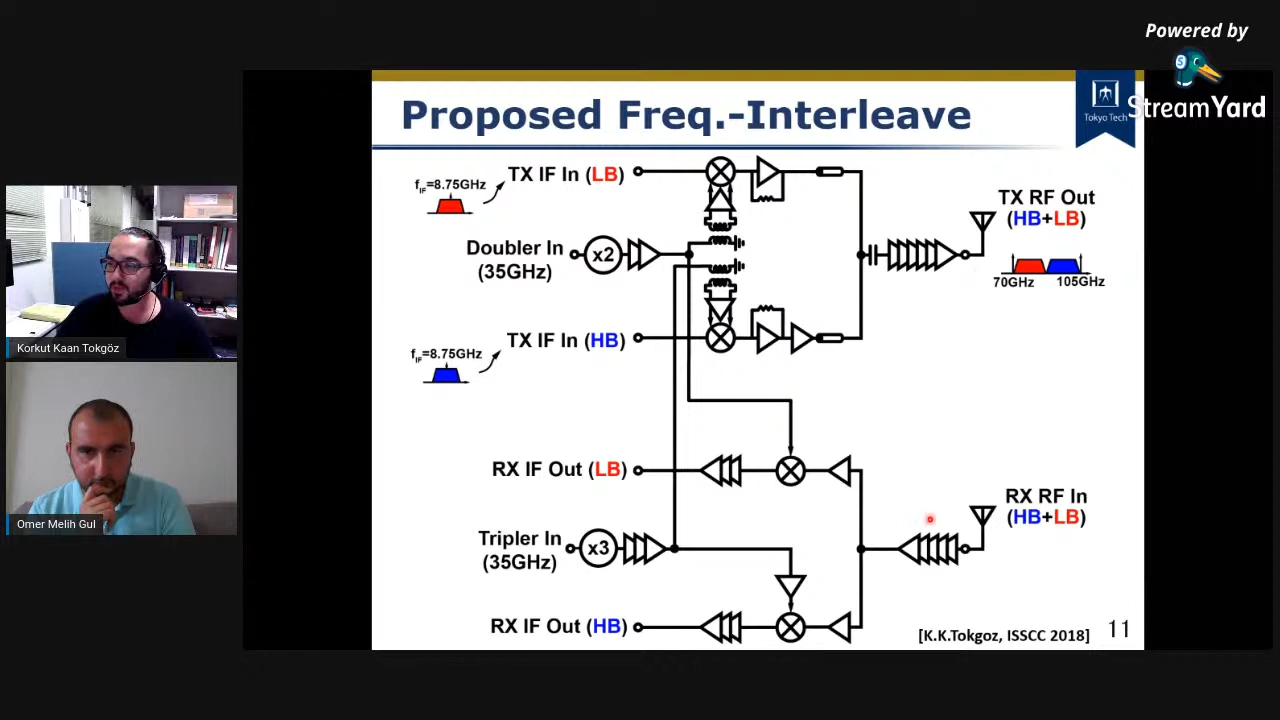 Powered by
StreamYard
Proposed Freq.-Interleave
Tokyo Tech
TX IF In (LB)
fIF=8.75GHz
TX RF Out
(HB+LB)
Doubler In
(35GHz)
x2
70GHz
105GHz
TX IF In (HB)
fIF=8.75GHz
Korkut Kaan Tokgöz
RX IF Out (LB)
RX RF In
(HB+LB)
Omer Melih Gul
Tripler In
(35GHz)
x3
RX IF Out (HB)
[K.K.Tokgoz, ISSCC 2018]
11